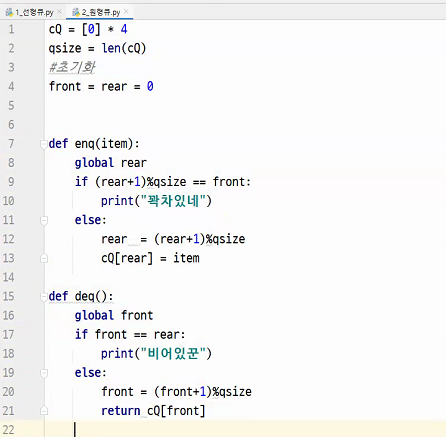 1_선형큐.py 2_원형큐.py
1 cQ = [0] * 4
2 qsize = len(cQ)
3 #초기화
4 front = rear = 0
5
6
7 def enq(item):
8 global rear
9 if (rear+1)%qsize == front:
10 print("꽉차있네")
11 else:
12 rear = (rear+1)%qsize
13 cQ[rear] = item
14
15 def deq():
16 global front
17 if front == rear:
18 print("비어있꾼")
19 else:
20 front = (front+1)%qsize
21 return cQ[front]
22